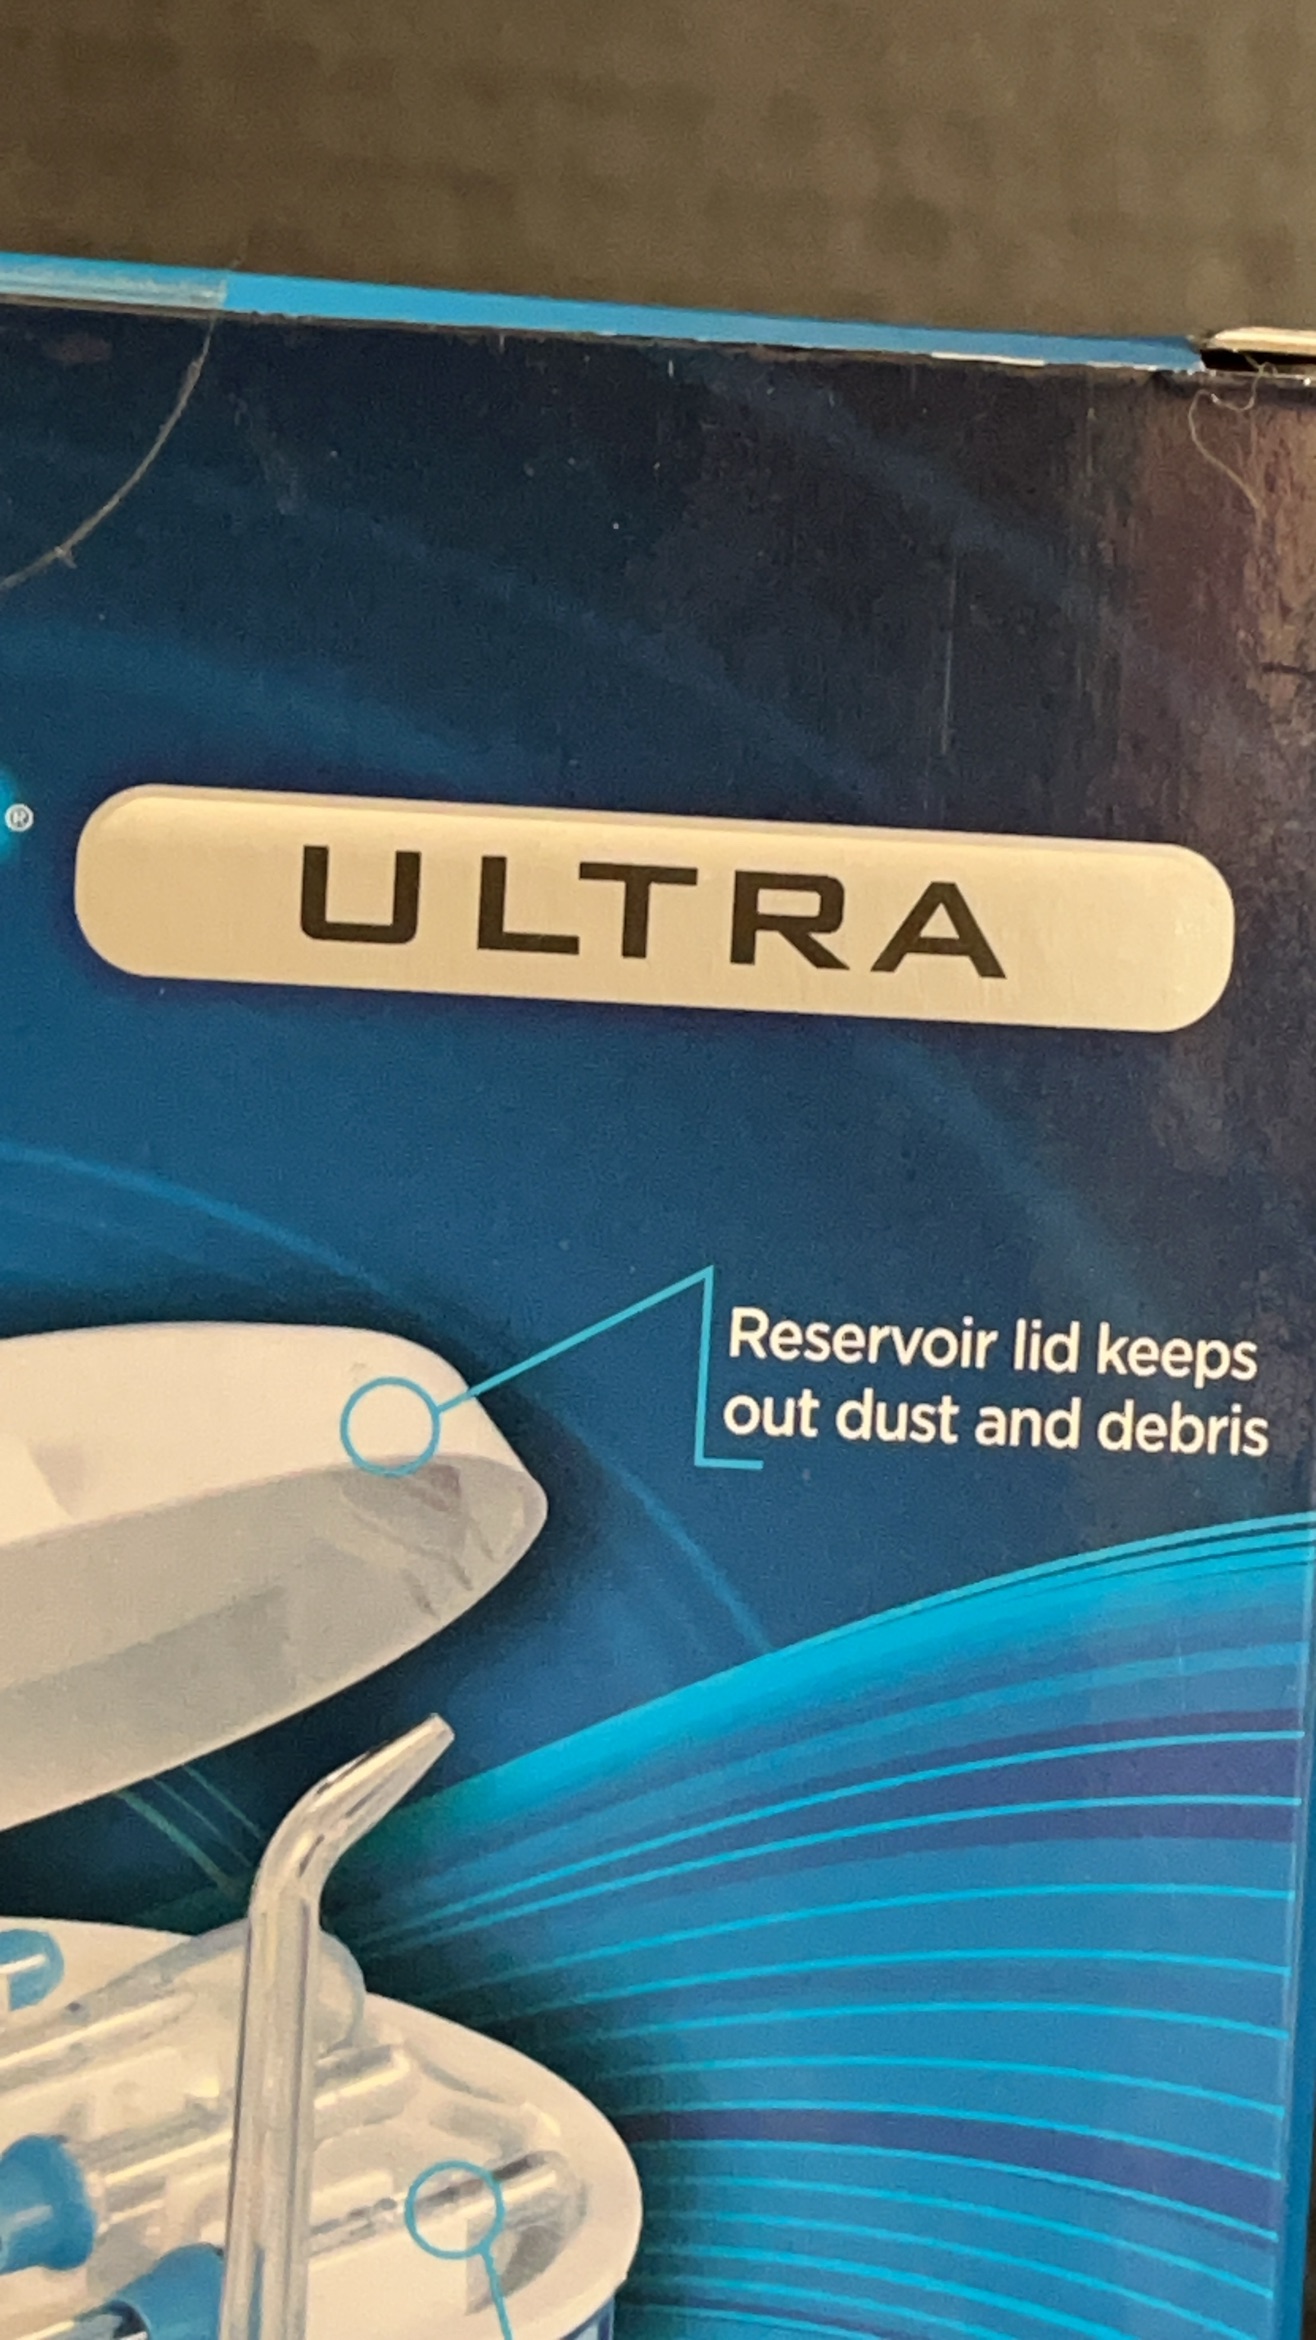 ®
ULTRA
Reservoir lid keeps
out dust and debris